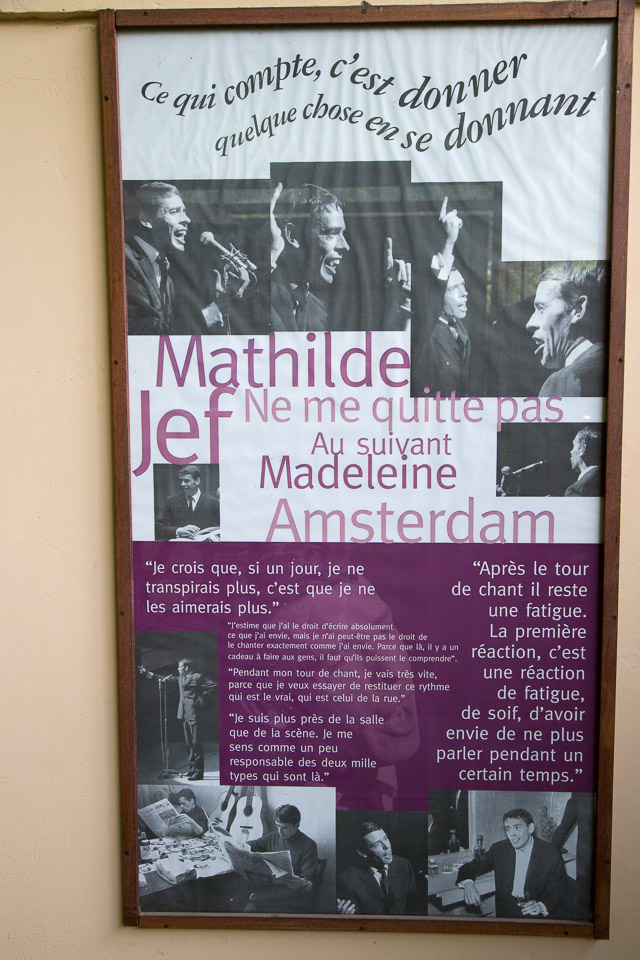 Ce qui compte, c'est donner
quelque chose en se donnant
Mathilde
Jef
Ne me quitte pas
Au suivant
Madeleine
Amsterdam
“Je crois que, si un jour, je ne
transpirais plus, c'est que je ne
les aimerais plus.”
“J'estime que j'ai le droit d'écrire absolument
ce que j'ai envie, mais je n'ai peut-être pas le droit de
le chanter exactement comme j'ai envie. Parce que là, il y a un
cadeau à faire aux gens, il faut qu'ils puissent le comprendre”.
“Pendant mon tour de chant, je vais très vite,
parce que je veux essayer de restituer ce rythme
qui est le vrai, qui est celui de la rue.”
“Je suis plus près de la salle
que de la scène. Je me
sens comme un peu
responsable des deux mille
types qui sont là.”
“Après le tour
de chant il reste
une fatigue.
La première
réaction, c'est
une réaction
de fatigue,
de soif, d'avoir
envie de ne plus
parler pendant un
certain temps.”